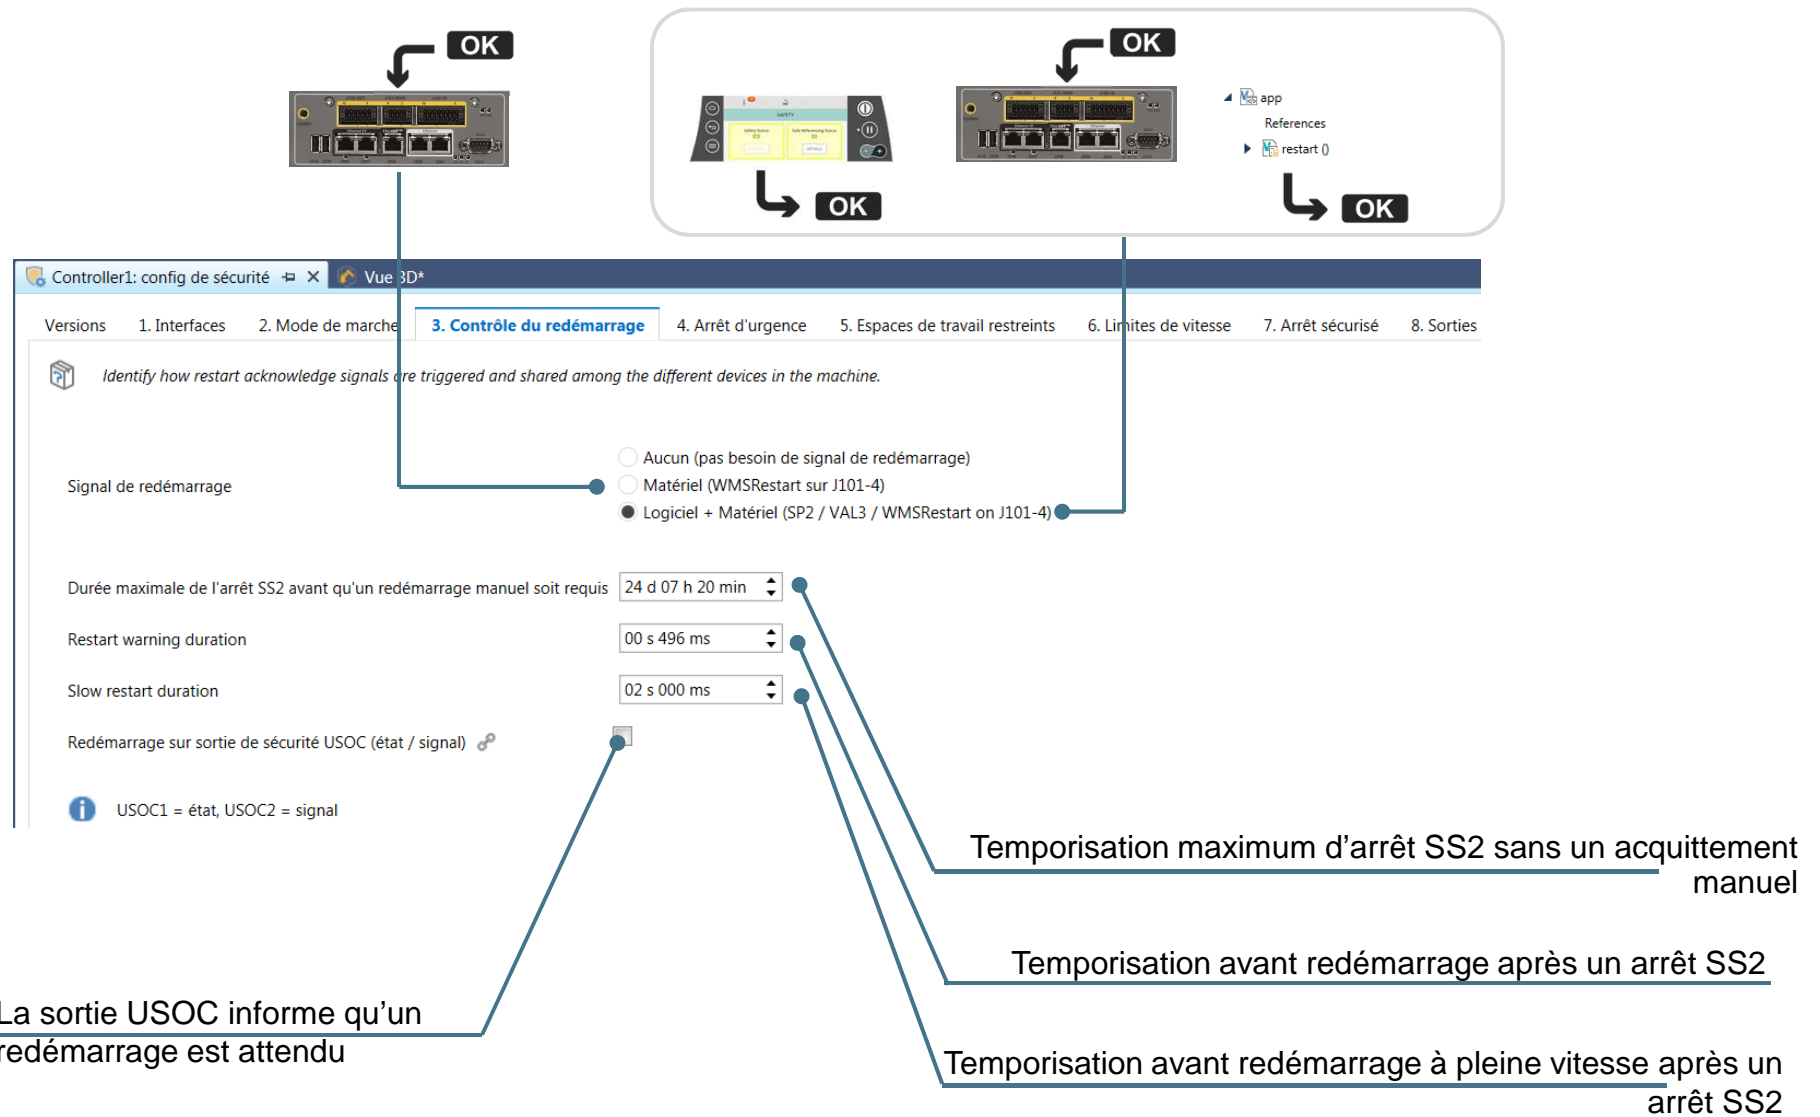 OK
OK
SAFETY
Safety Status
Safe Referencing Status
DETAILS
app
References
restart ()
OK
OK
Controller1: config de sécurité
Vue 3D*
Versions 1. Interfaces 2. Mode de marche 3. Contrôle du redémarrage 4. Arrêt d'urgence 5. Espaces de travail restreints 6. Limites de vitesse 7. Arrêt sécurisé 8. Sorties
Identify how restart acknowledge signals are triggered and shared among the different devices in the machine.
Aucun (pas besoin de signal de redémarrage)
Signal de redémarrage
Matériel (WMSRestart sur J101-4)
Logiciel + Matériel (SP2 / VAL3 / WMSRestart on J101-4)
Durée maximale de l'arrêt SS2 avant qu'un redémarrage manuel soit requis 24 d 07 h 20 min
Restart warning duration 00 s 496 ms
Slow restart duration 02 s 000 ms
Redémarrage sur sortie de sécurité USOC (état / signal)
USOC1 = état, USOC2 = signal
Temporisation maximum d’arrêt SS2 sans un acquittement
manuel
Temporisation avant redémarrage après un arrêt SS2
La sortie USOC informe qu’un
redémarrage est attendu
Temporisation avant redémarrage à pleine vitesse après un
arrêt SS2